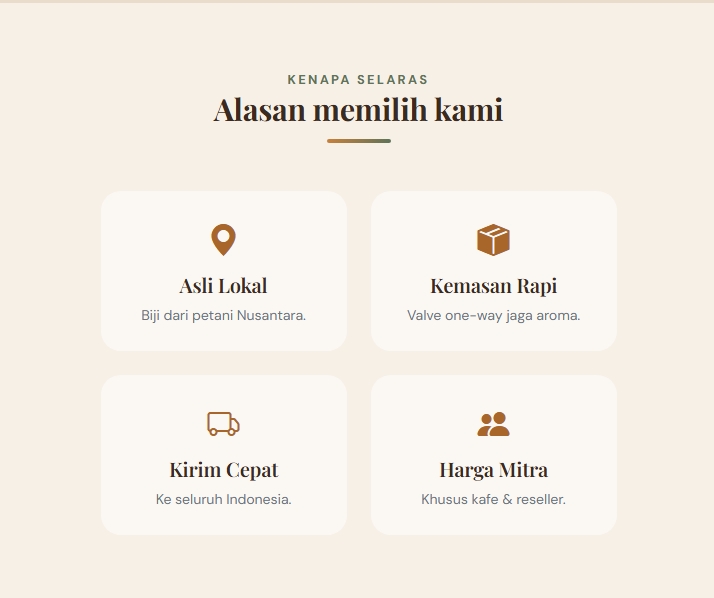 KENAPA SELARAS
Alasan memilih kami
Asli Lokal
Biji dari petani Nusantara.
Kemasan Rapi
Valve one-way jaga aroma.
Kirim Cepat
Ke seluruh Indonesia.
Harga Mitra
Khusus kafe & reseller.